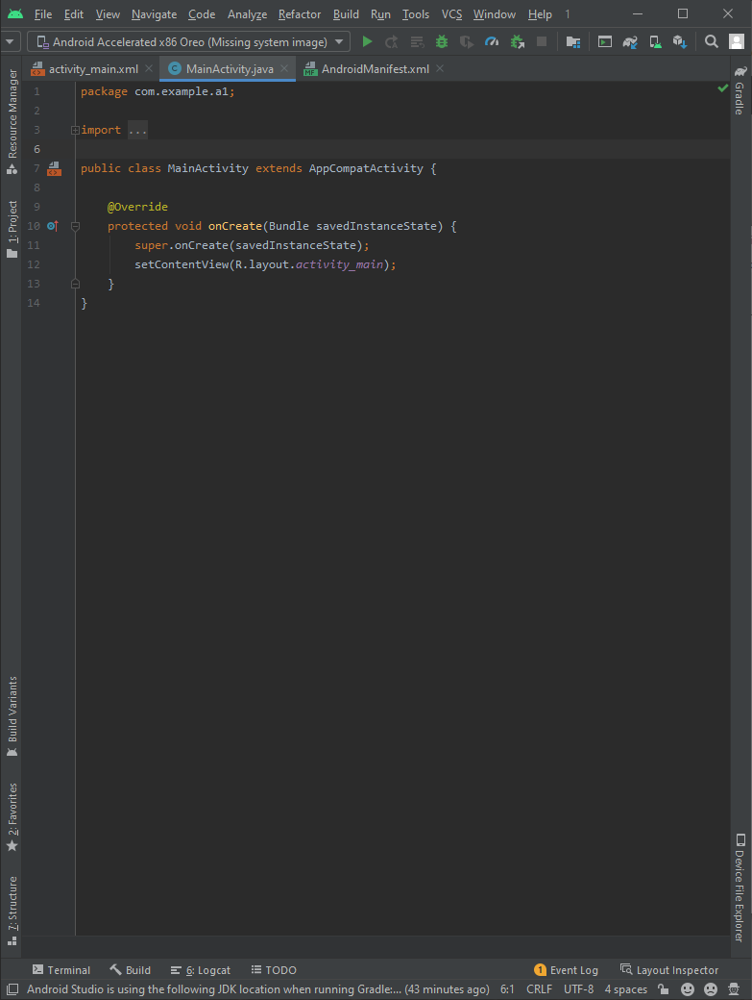 File Edit View Navigate Code Analyze Refactor Build Run Tools VCS Window Help 1
Android Accelerated x86 Oreo (Missing system image)
activity_main.xml MainActivity.java AndroidManifest.xml
1 package com.example.a1;
2
3 import ...
6
7 public class MainActivity extends AppCompatActivity {
8
9 @Override
10 protected void onCreate(Bundle savedInstanceState) {
11 super.onCreate(savedInstanceState);
12 setContentView(R.layout.activity_main);
13 }
14 }
Resource Manager
1: Project
Build Variants
2: Favorites
7: Structure
Gradle
Device File Explorer
Terminal Build 6: Logcat TODO 1 Event Log Layout Inspector
Android Studio is using the following JDK location when running Gradle:... (43 minutes ago) 6:1 CRLF UTF-8 4 spaces